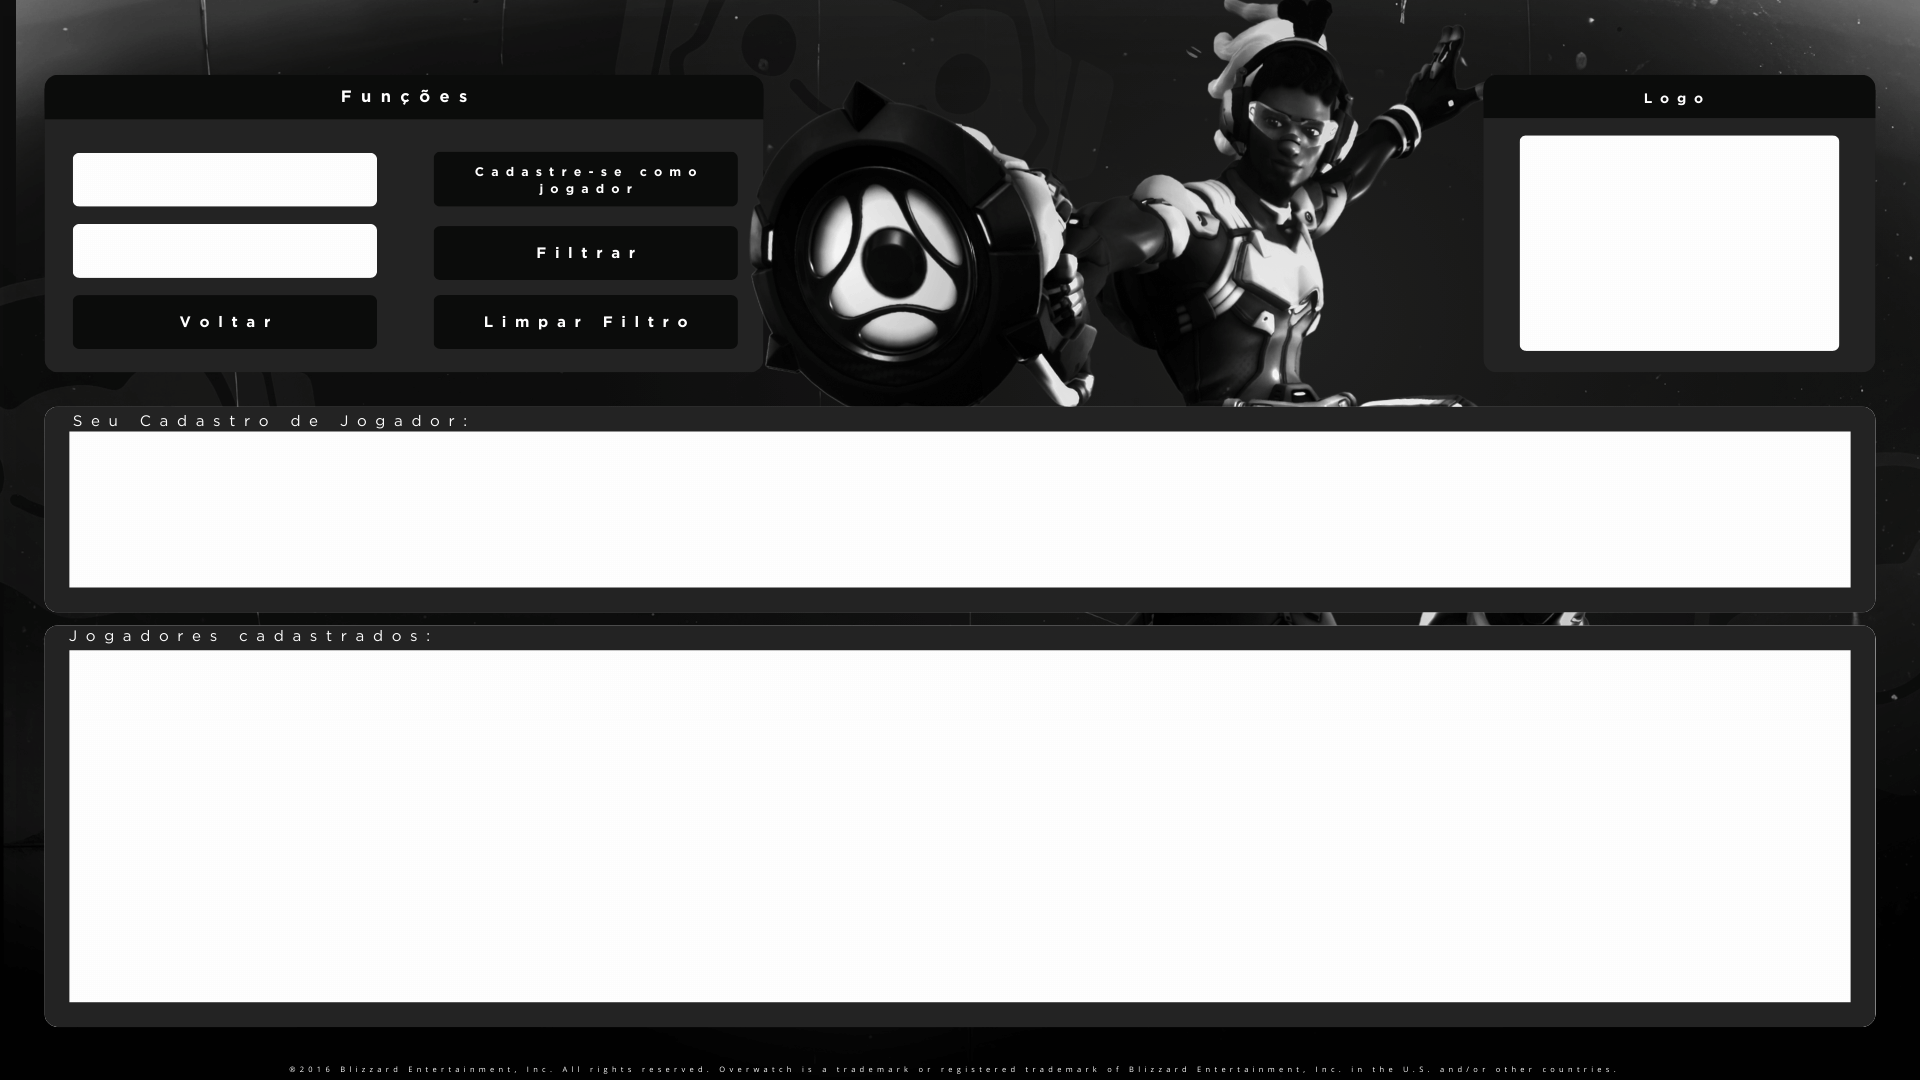 Funções
Logo
Cadastre-se como
jogador
Filtrar
Voltar
Limpar Filtro
Seu Cadastro de Jogador:
Jogadores cadastrados:
®2016 Blizzard Entertainment, Inc. All rights reserved. Overwatch is a trademark or registered trademark of Blizzard Entertainment, Inc. in the U.S. and/or other countries.